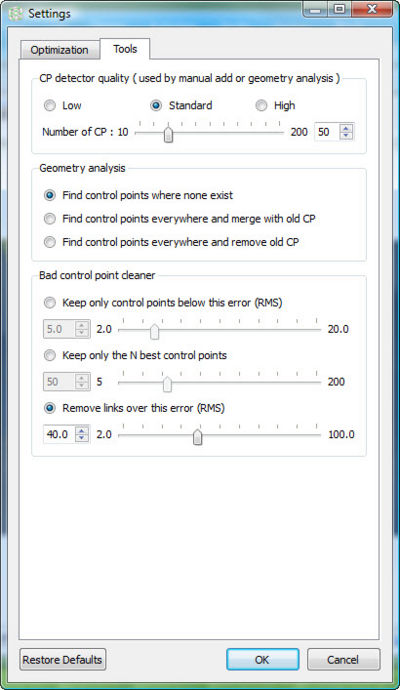 Settings
Optimization Tools
CP detector quality ( used by manual add or geometry analysis )
Low Standard High
Number of CP : 10 200 50
Geometry analysis
Find control points where none exist
Find control points everywhere and merge with old CP
Find control points everywhere and remove old CP
Bad control point cleaner
Keep only control points below this error (RMS)
5.0 2.0 20.0
Keep only the N best control points
50 5 200
Remove links over this error (RMS)
40.0 2.0 100.0
Restore Defaults OK Cancel